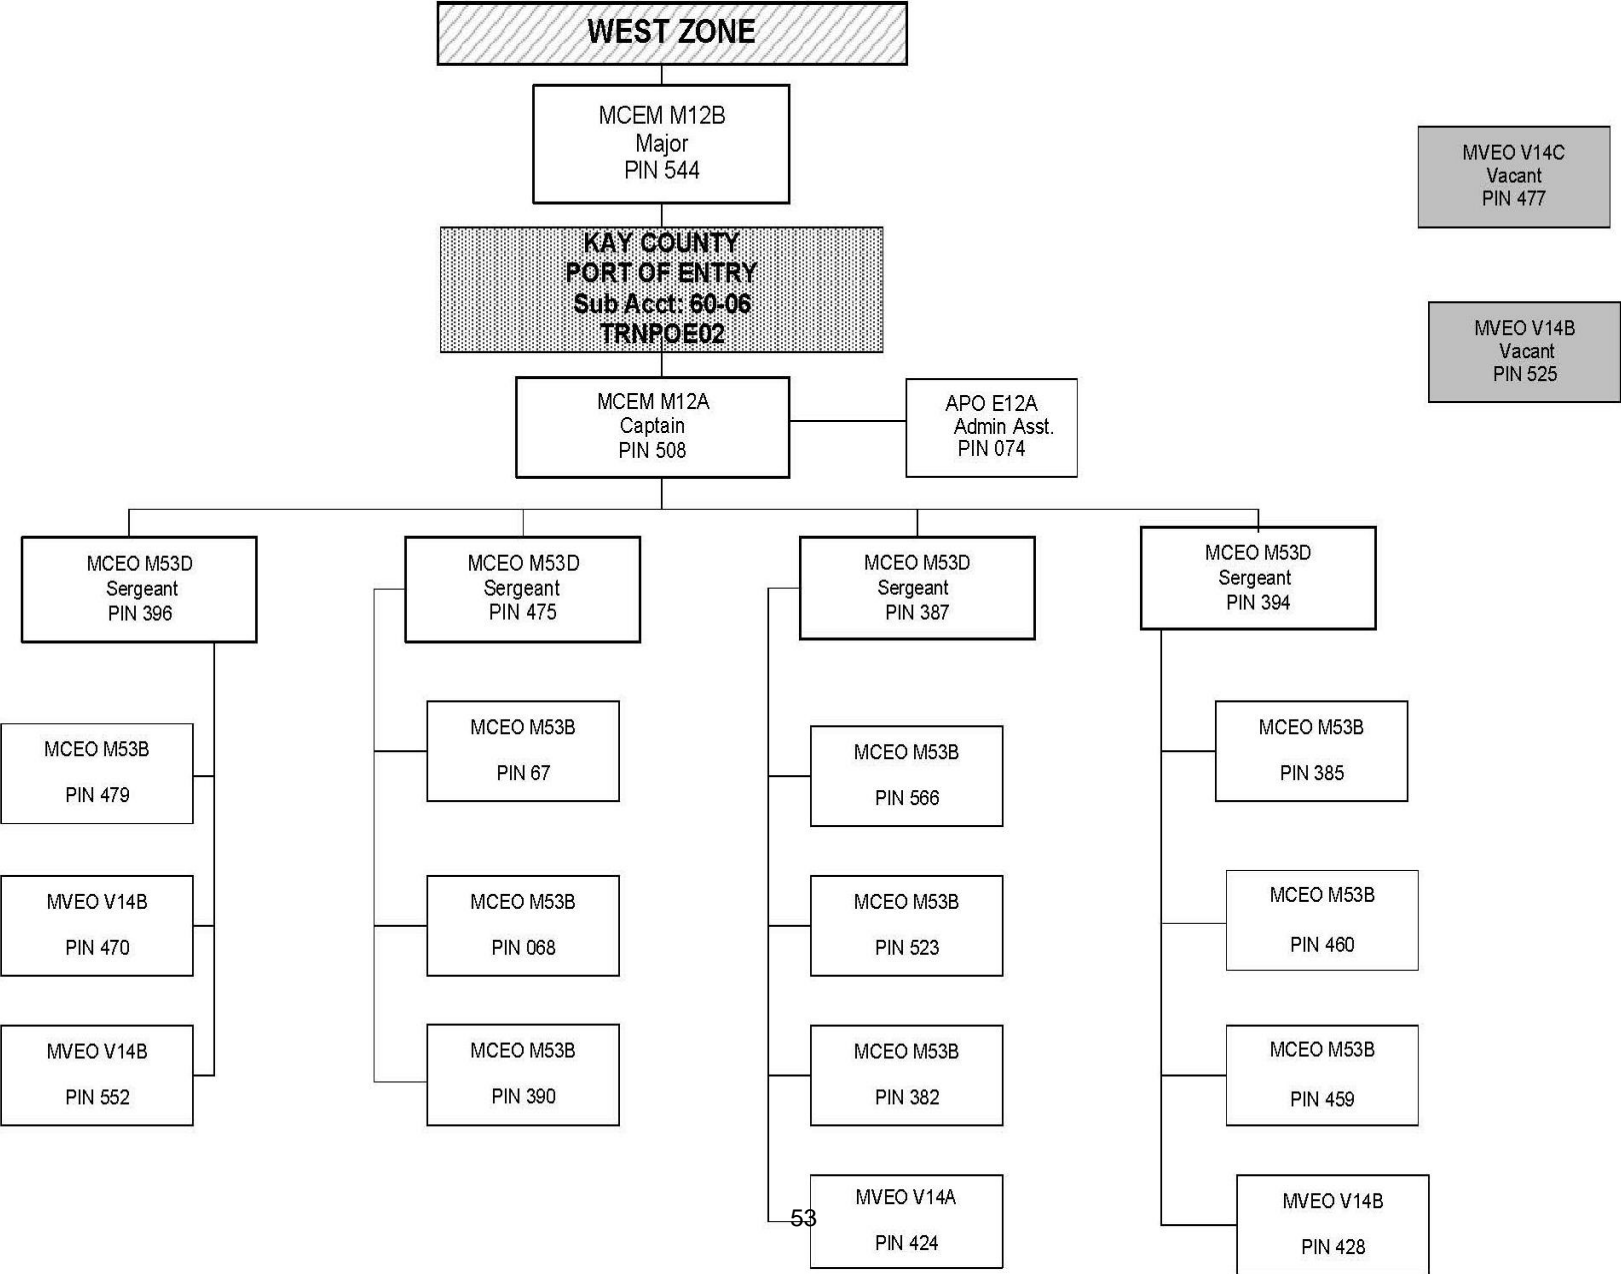 WEST ZONE
MCEM M12B
Major
PIN 544
MVEO V14C
Vacant
PIN 477
KAY COUNTY
PORT OF ENTRY
Sub Acct: 60-06
TRNPOE02
MVEO V14B
Vacant
PIN 525
MCEM M12A
Captain
PIN 508
APO E12A
Admin Asst.
PIN 074
MCEO M53D
Sergeant
PIN 396
MCEO M53D
Sergeant
PIN 475
MCEO M53D
Sergeant
PIN 387
MCEO M53D
Sergeant
PIN 394
MCEO M53B
PIN 479
MCEO M53B
PIN 67
MCEO M53B
PIN 566
MCEO M53B
PIN 385
MVEO V14B
PIN 470
MCEO M53B
PIN 068
MCEO M53B
PIN 523
MCEO M53B
PIN 460
MVEO V14B
PIN 552
MCEO M53B
PIN 390
MCEO M53B
PIN 382
MCEO M53B
PIN 459
MVEO V14A
PIN 424
MVEO V14B
PIN 428
53